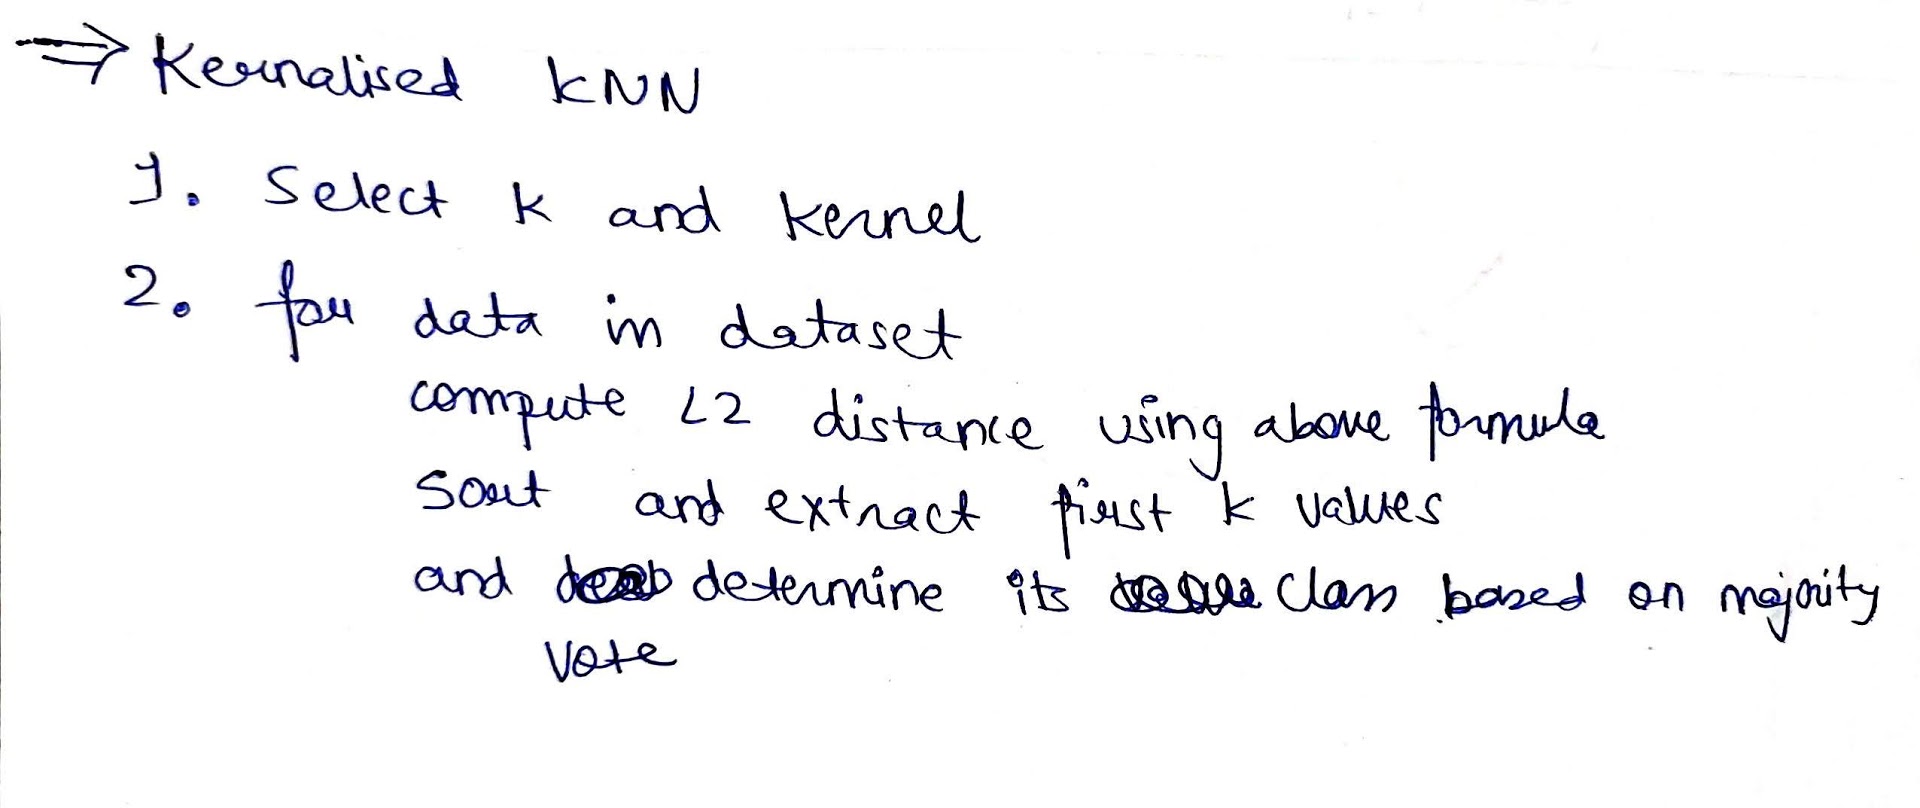 ⇒ Kernalised KNN
1. Select k and kernel
2. for data in dataset
compute L2 distance using above formula
sort and extract first k values
and determine its class based on majority
vote